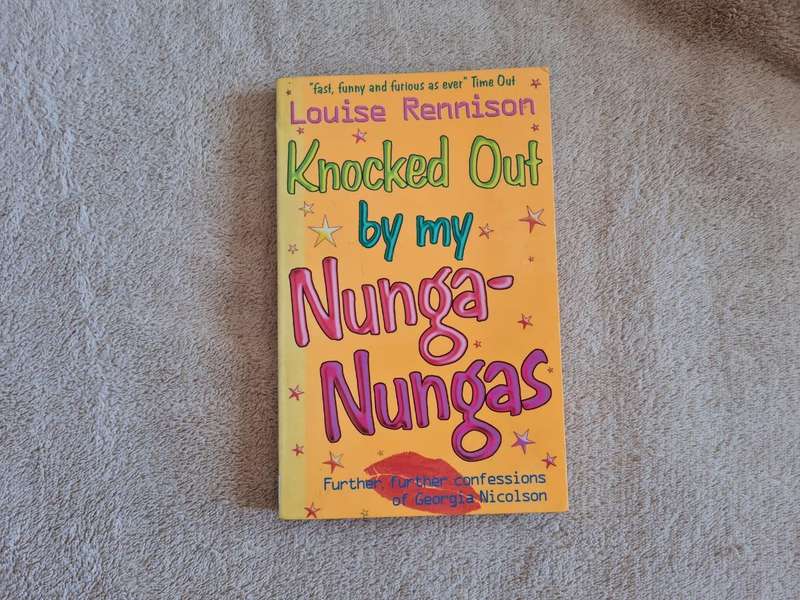 "fast, funny and furious as ever" Time Out
Louise Rennison
Knocked Out
by my
Nunga-
Nungas
Further, further confessions
of Georgia Nicolson